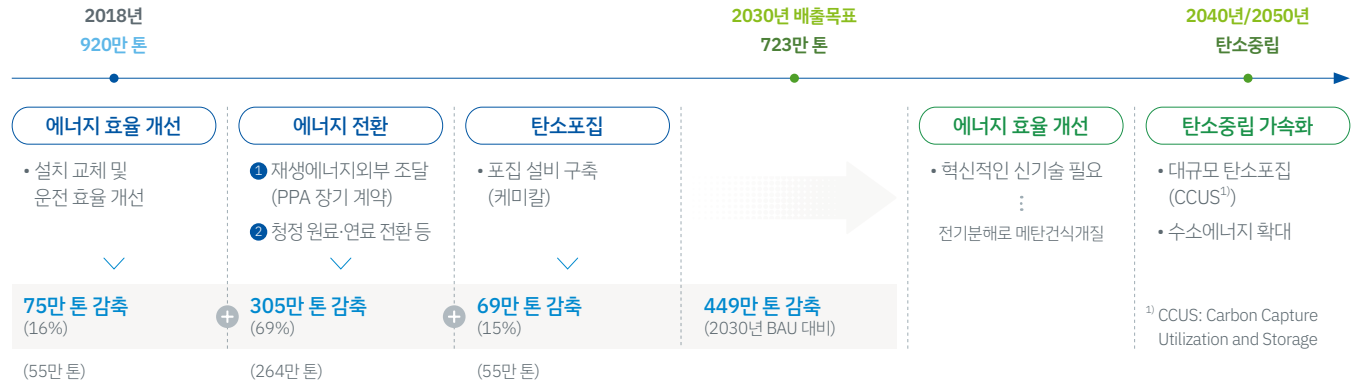 2018년
920만 톤
2030년 배출목표
723만 톤
2040년/2050년
탄소중립
에너지 효율 개선
• 설치 교체 및
운전 효율 개선
에너지 전환
1 재생에너지외부 조달
(PPA 장기 계약)
2 청정 원료·연료 전환 등
탄소포집
• 포집 설비 구축
(케미칼)
에너지 효율 개선
• 혁신적인 신기술 필요
⋮
전기분해로 메탄건식개질
탄소중립 가속화
• 대규모 탄소포집
(CCUS1))
• 수소에너지 확대
75만 톤 감축
(16%)
305만 톤 감축
(69%)
69만 톤 감축
(15%)
449만 톤 감축
(2030년 BAU 대비)
1) CCUS: Carbon Capture
Utilization and Storage
(55만 톤)
(264만 톤)
(55만 톤)